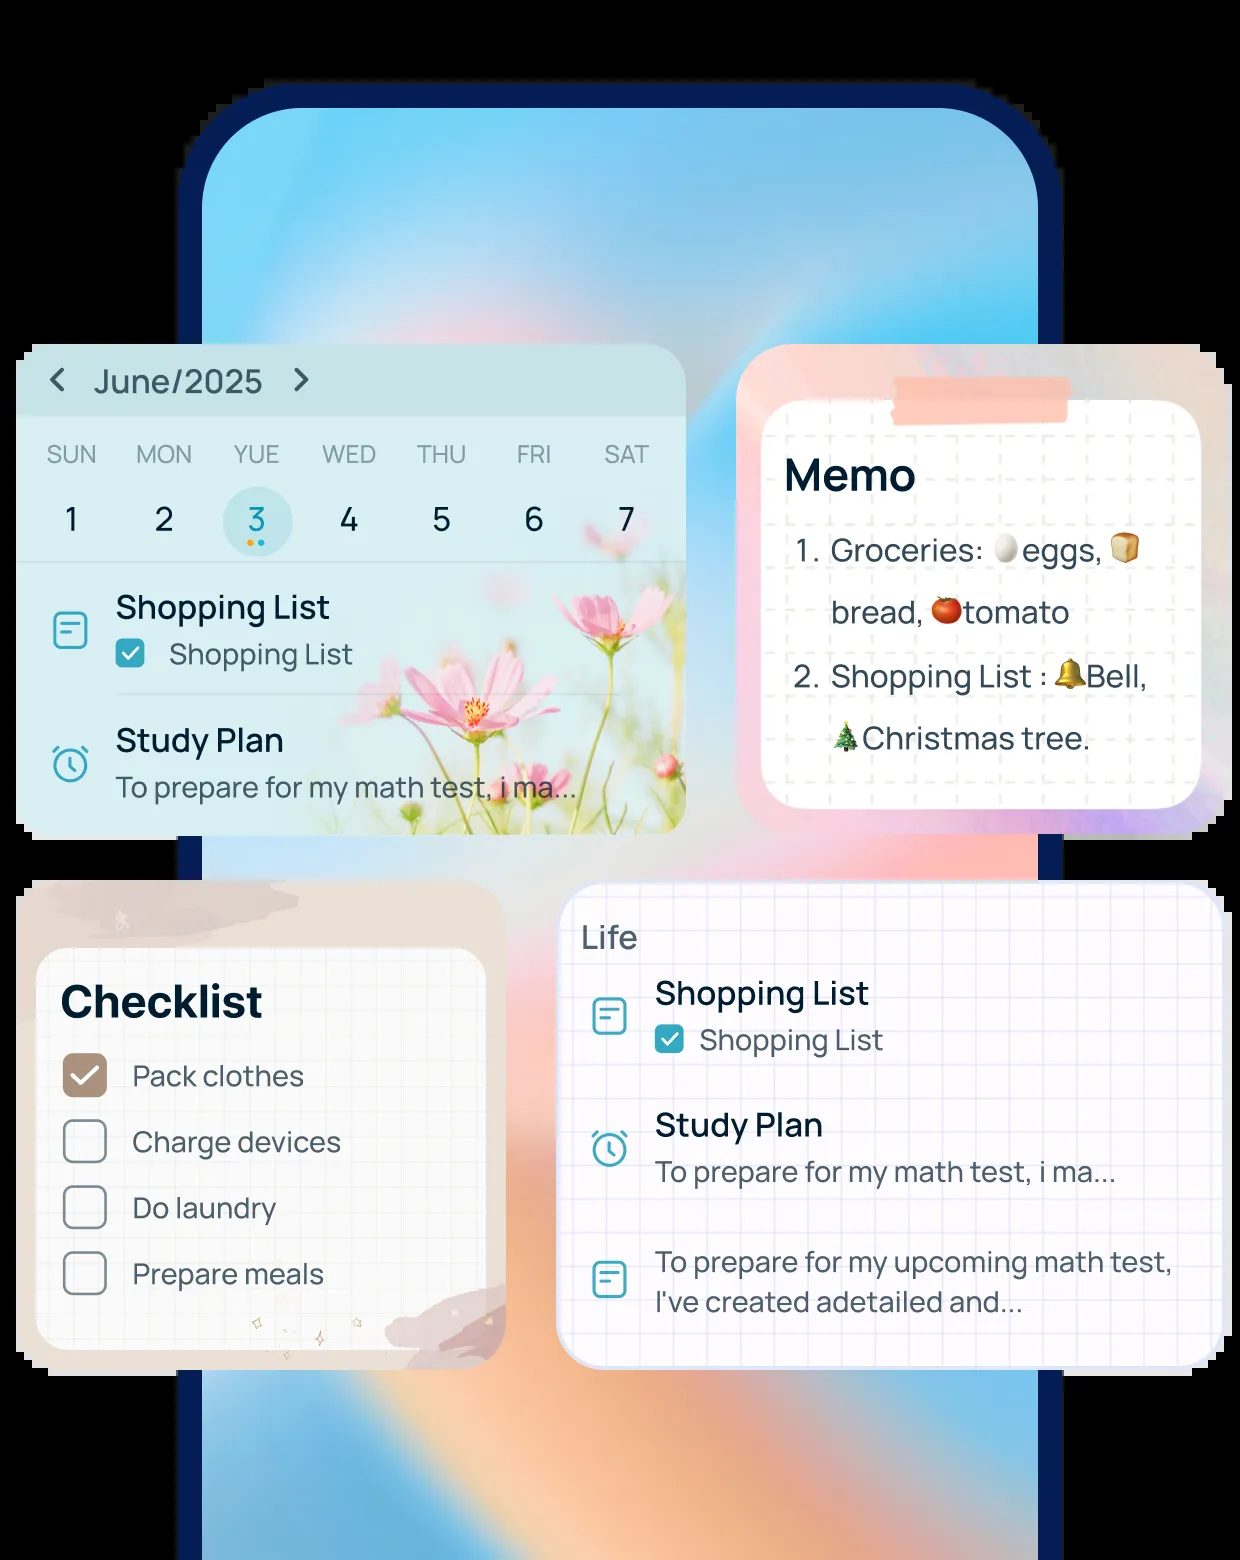 June/2025
SUN MON YUE WED THU FRI SAT
1 2 3 4 5 6 7
Shopping List
Shopping List
Study Plan
To prepare for my math test, i ma...
Memo
1. Groceries: 🥚eggs, 🍞
bread, 🍅tomato
2. Shopping List : 🔔Bell,
🎄Christmas tree.
Checklist
Pack clothes
Charge devices
Do laundry
Prepare meals
Life
Shopping List
Shopping List
Study Plan
To prepare for my math test, i ma...
To prepare for my upcoming math test,
I've created adetailed and...